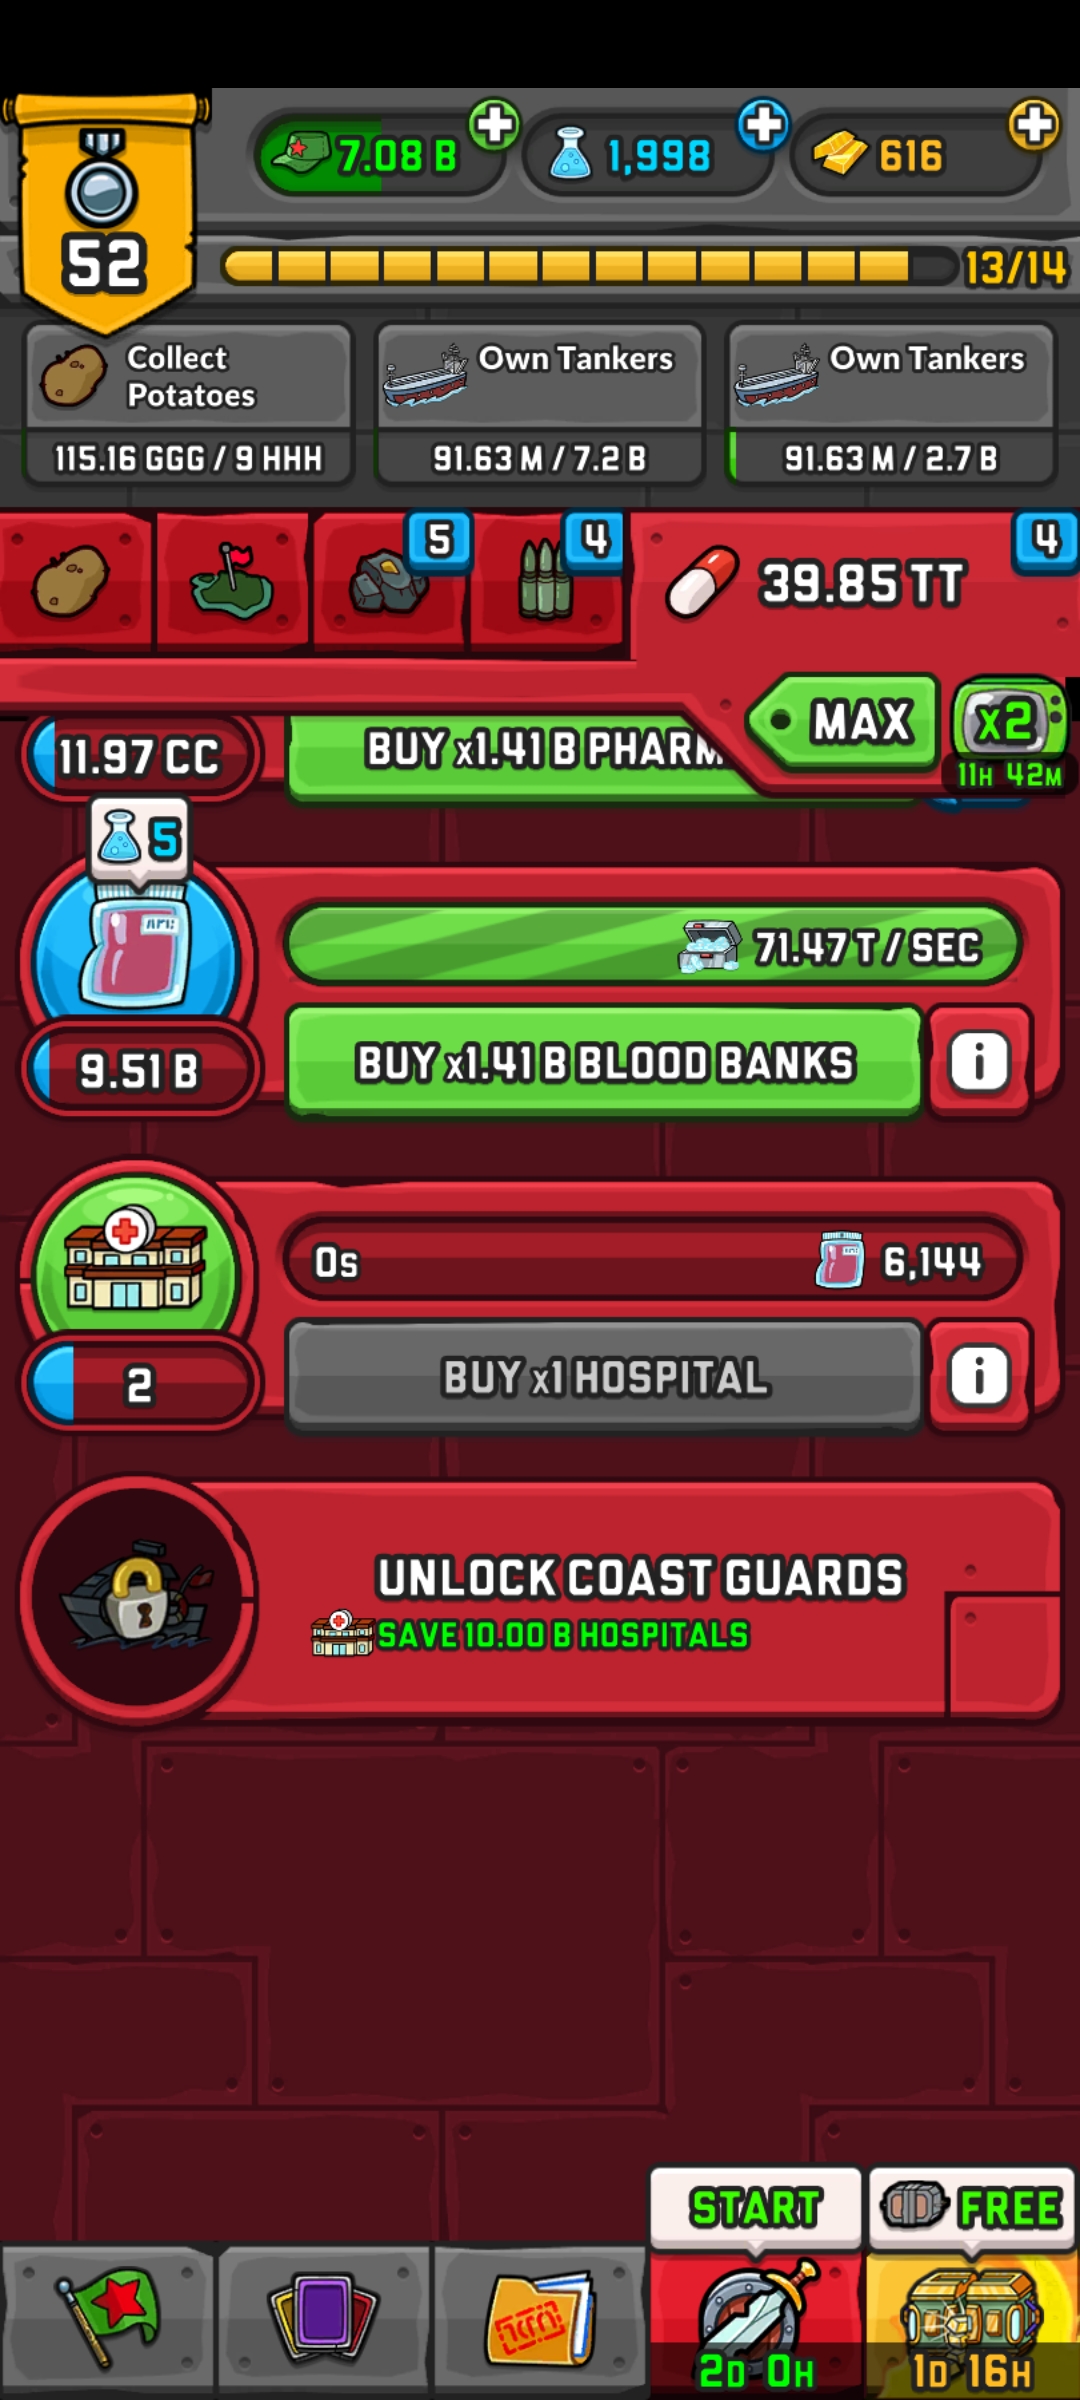 7.08 B
1,998
616
52
13/14
Collect
Potatoes
115.16 GGG / 9 HHH
Own Tankers
91.63 M / 7.2 B
Own Tankers
91.63 M / 2.7 B
5
4
39.85 TT
4
MAX
x2
11H 42M
11.97 CC
BUY x1.41 B PHARM
5
71.47 T / SEC
9.51 B
BUY x1.41 B BLOOD BANKS
i
0s
6,144
2
BUY x1 HOSPITAL
i
UNLOCK COAST GUARDS
SAVE 10.00 B HOSPITALS
START
FREE
2D 0H
1D 16H